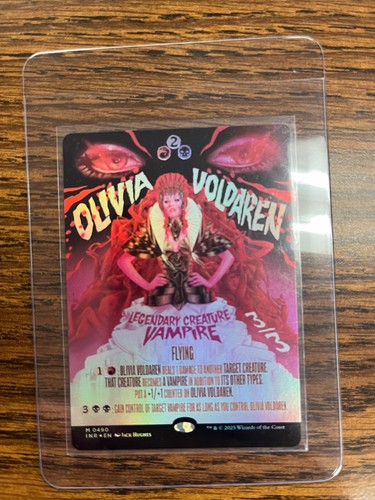 2
OLIVIA VOLDAREN
LEGENDARY CREATURE
VAMPIRE
3/3
FLYING
1 : OLIVIA VOLDAREN DEALS 1 DAMAGE TO ANOTHER TARGET CREATURE.
THAT CREATURE BECOMES A VAMPIRE IN ADDITION TO ITS OTHER TYPES.
PUT A +1/+1 COUNTER ON OLIVIA VOLDAREN.
3 : GAIN CONTROL OF TARGET VAMPIRE FOR AS LONG AS YOU CONTROL OLIVIA VOLDAREN.
M 0490
INR ★ EN JACK HUGHES
™ & © 2025 Wizards of the Coast